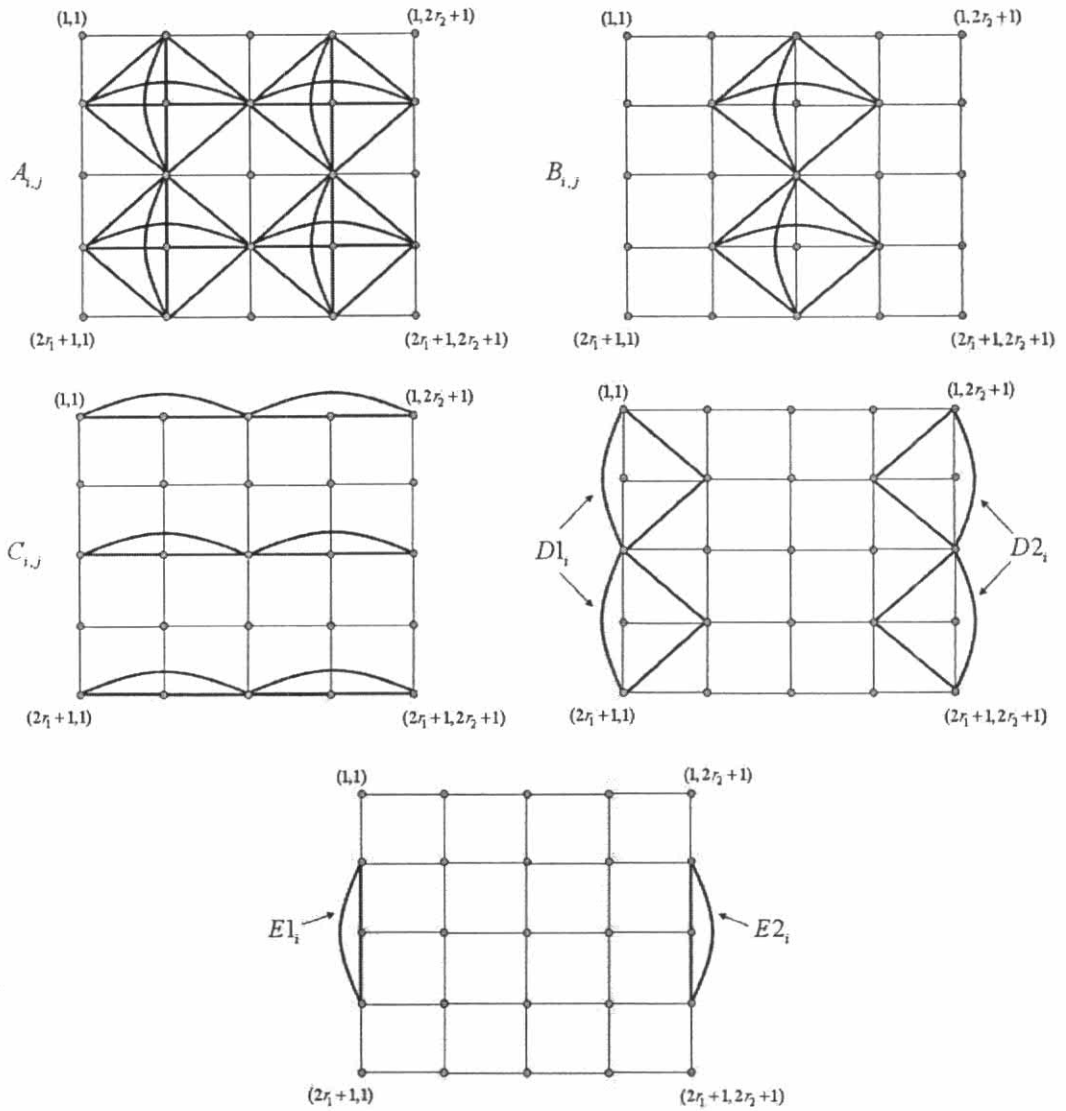 (1,1) (1,2r₂+1) (1,1) (1,2r₂+1)
A_{i,j} B_{i,j}
(2r₁+1,1) (2r₁+1,2r₂+1) (2r₁+1,1) (2r₁+1,2r₂+1)
(1,1) (1,2r₂+1) (1,1) (1,2r₂+1)
C_{i,j} D1_i D2_i
(2r₁+1,1) (2r₁+1,2r₂+1) (2r₁+1,1) (2r₁+1,2r₂+1)
(1,1) (1,2r₂+1)
E1_i E2_i
(2r₁+1,1) (2r₁+1,2r₂+1)